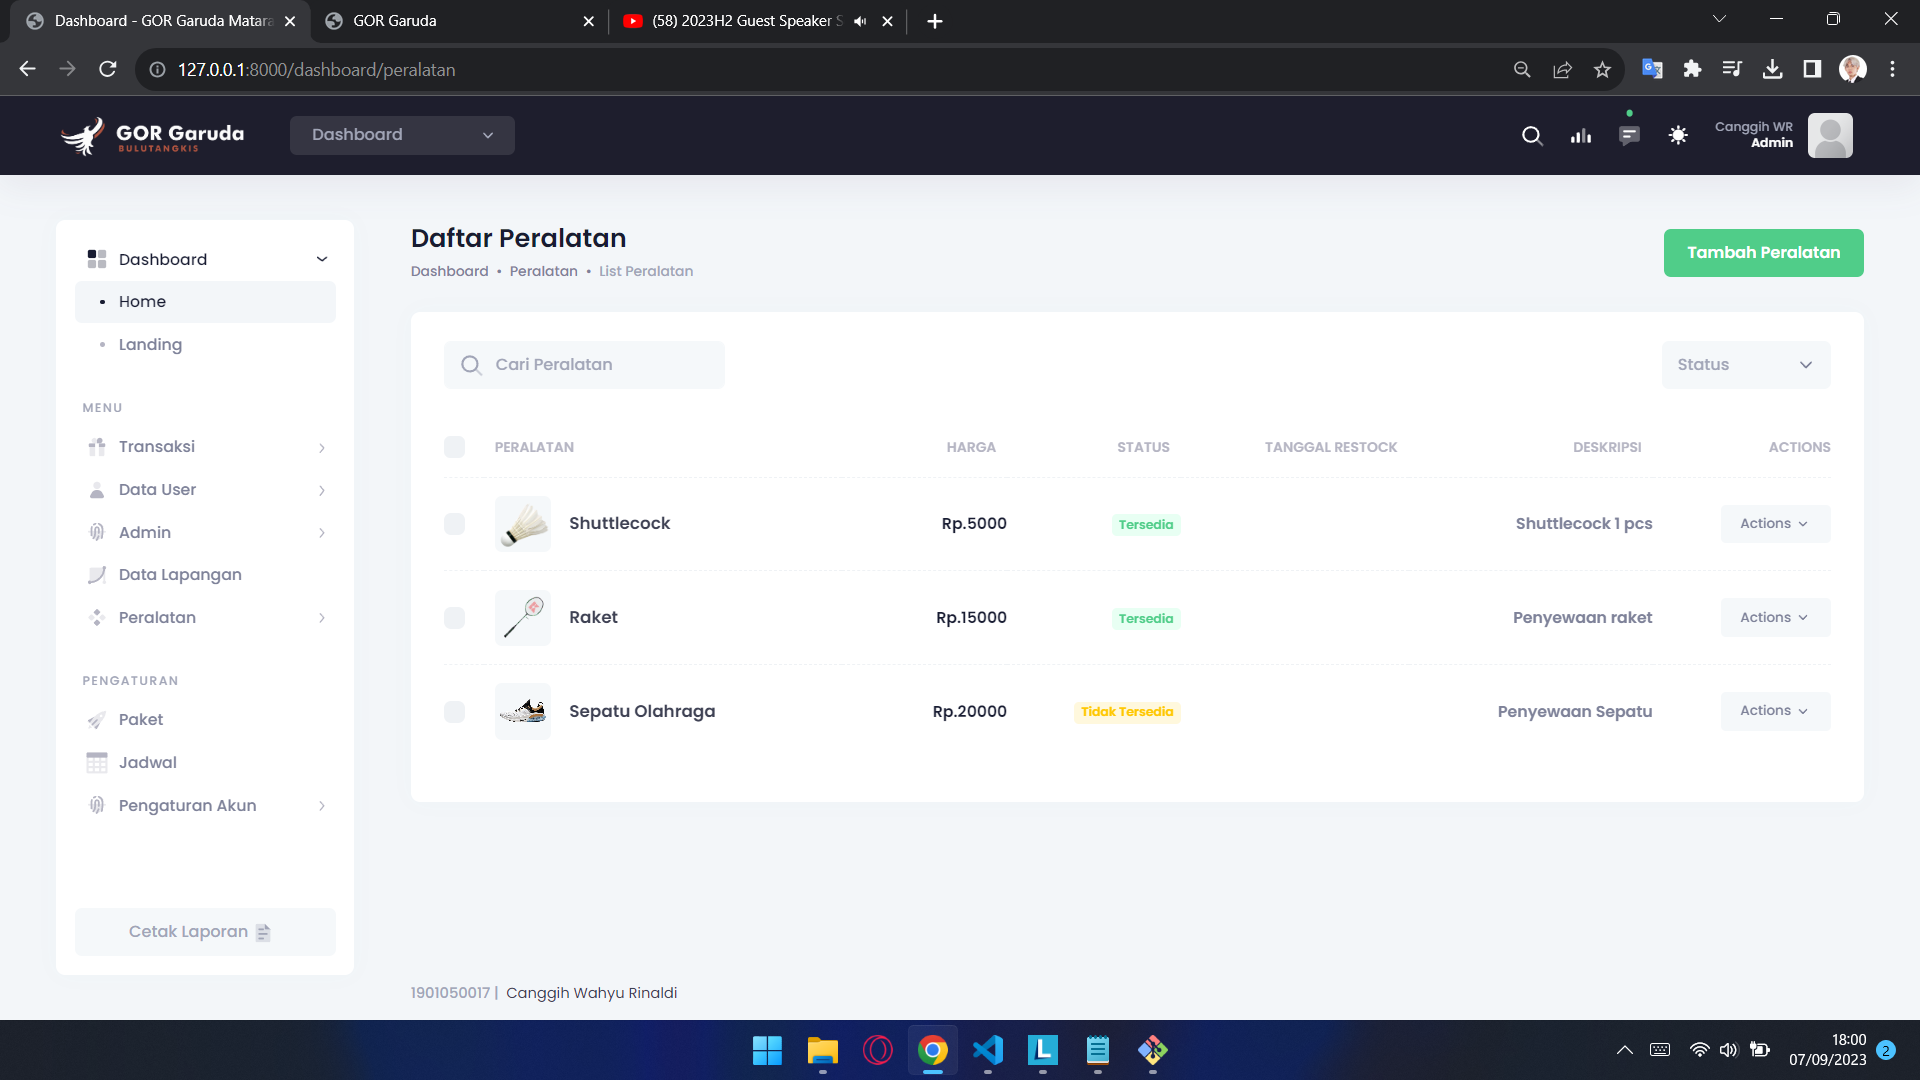 Dashboard - GOR Garuda Matara
GOR Garuda
(58) 2023H2 Guest Speaker S
127.0.0.1:8000/dashboard/peralatan
GOR Garuda
BULUTANGKIS
Dashboard
Canggih WR
Admin
Dashboard
Home
Landing
MENU
Transaksi
Data User
Admin
Data Lapangan
Peralatan
PENGATURAN
Paket
Jadwal
Pengaturan Akun
Cetak Laporan
Daftar Peralatan
Dashboard • Peralatan • List Peralatan
Tambah Peralatan
Cari Peralatan
Status
PERALATAN HARGA STATUS TANGGAL RESTOCK DESKRIPSI ACTIONS
Shuttlecock Rp.5000 Tersedia Shuttlecock 1 pcs Actions
Raket Rp.15000 Tersedia Penyewaan raket Actions
Sepatu Olahraga Rp.20000 Tidak Tersedia Penyewaan Sepatu Actions
1901050017 | Canggih Wahyu Rinaldi
18:00
07/09/2023
2